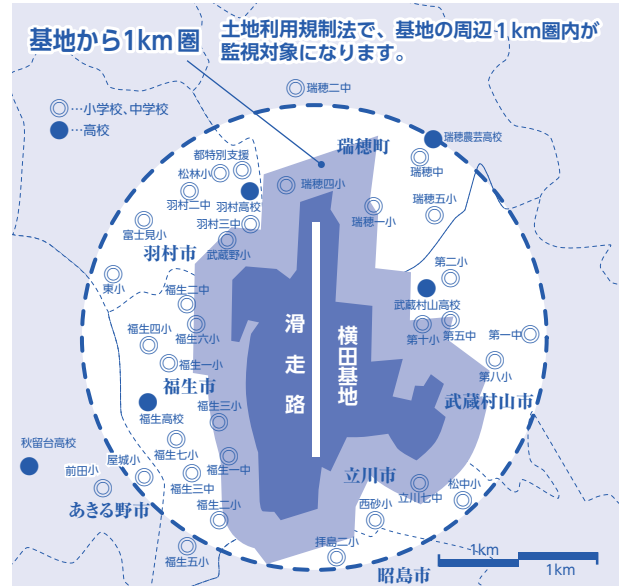 基地から1km圏
土地利用規制法で、基地の周辺1km圏内が
監視対象になります。
◎…小学校、中学校
●…高校
瑞穂二中
瑞穂農芸高校
瑞穂町
瑞穂中
都特別支援
松林小
瑞穂四小
羽村二中
羽村高校
瑞穂一小
瑞穂五小
富士見小
羽村三中
羽村市
武蔵野小
東小
第二小
福生二中
武蔵村山高校
福生四小
福生六小
第十小
第五中
第一中
滑走路
横田基地
福生一小
第八小
福生市
武蔵村山市
福生三小
福生高校
秋留台高校
福生七小
福生一中
屋城小
前田小
福生三中
立川市
立川七中
松中小
あきる野市
福生二小
西砂小
拝島二小
福生五小
昭島市
1km
1km